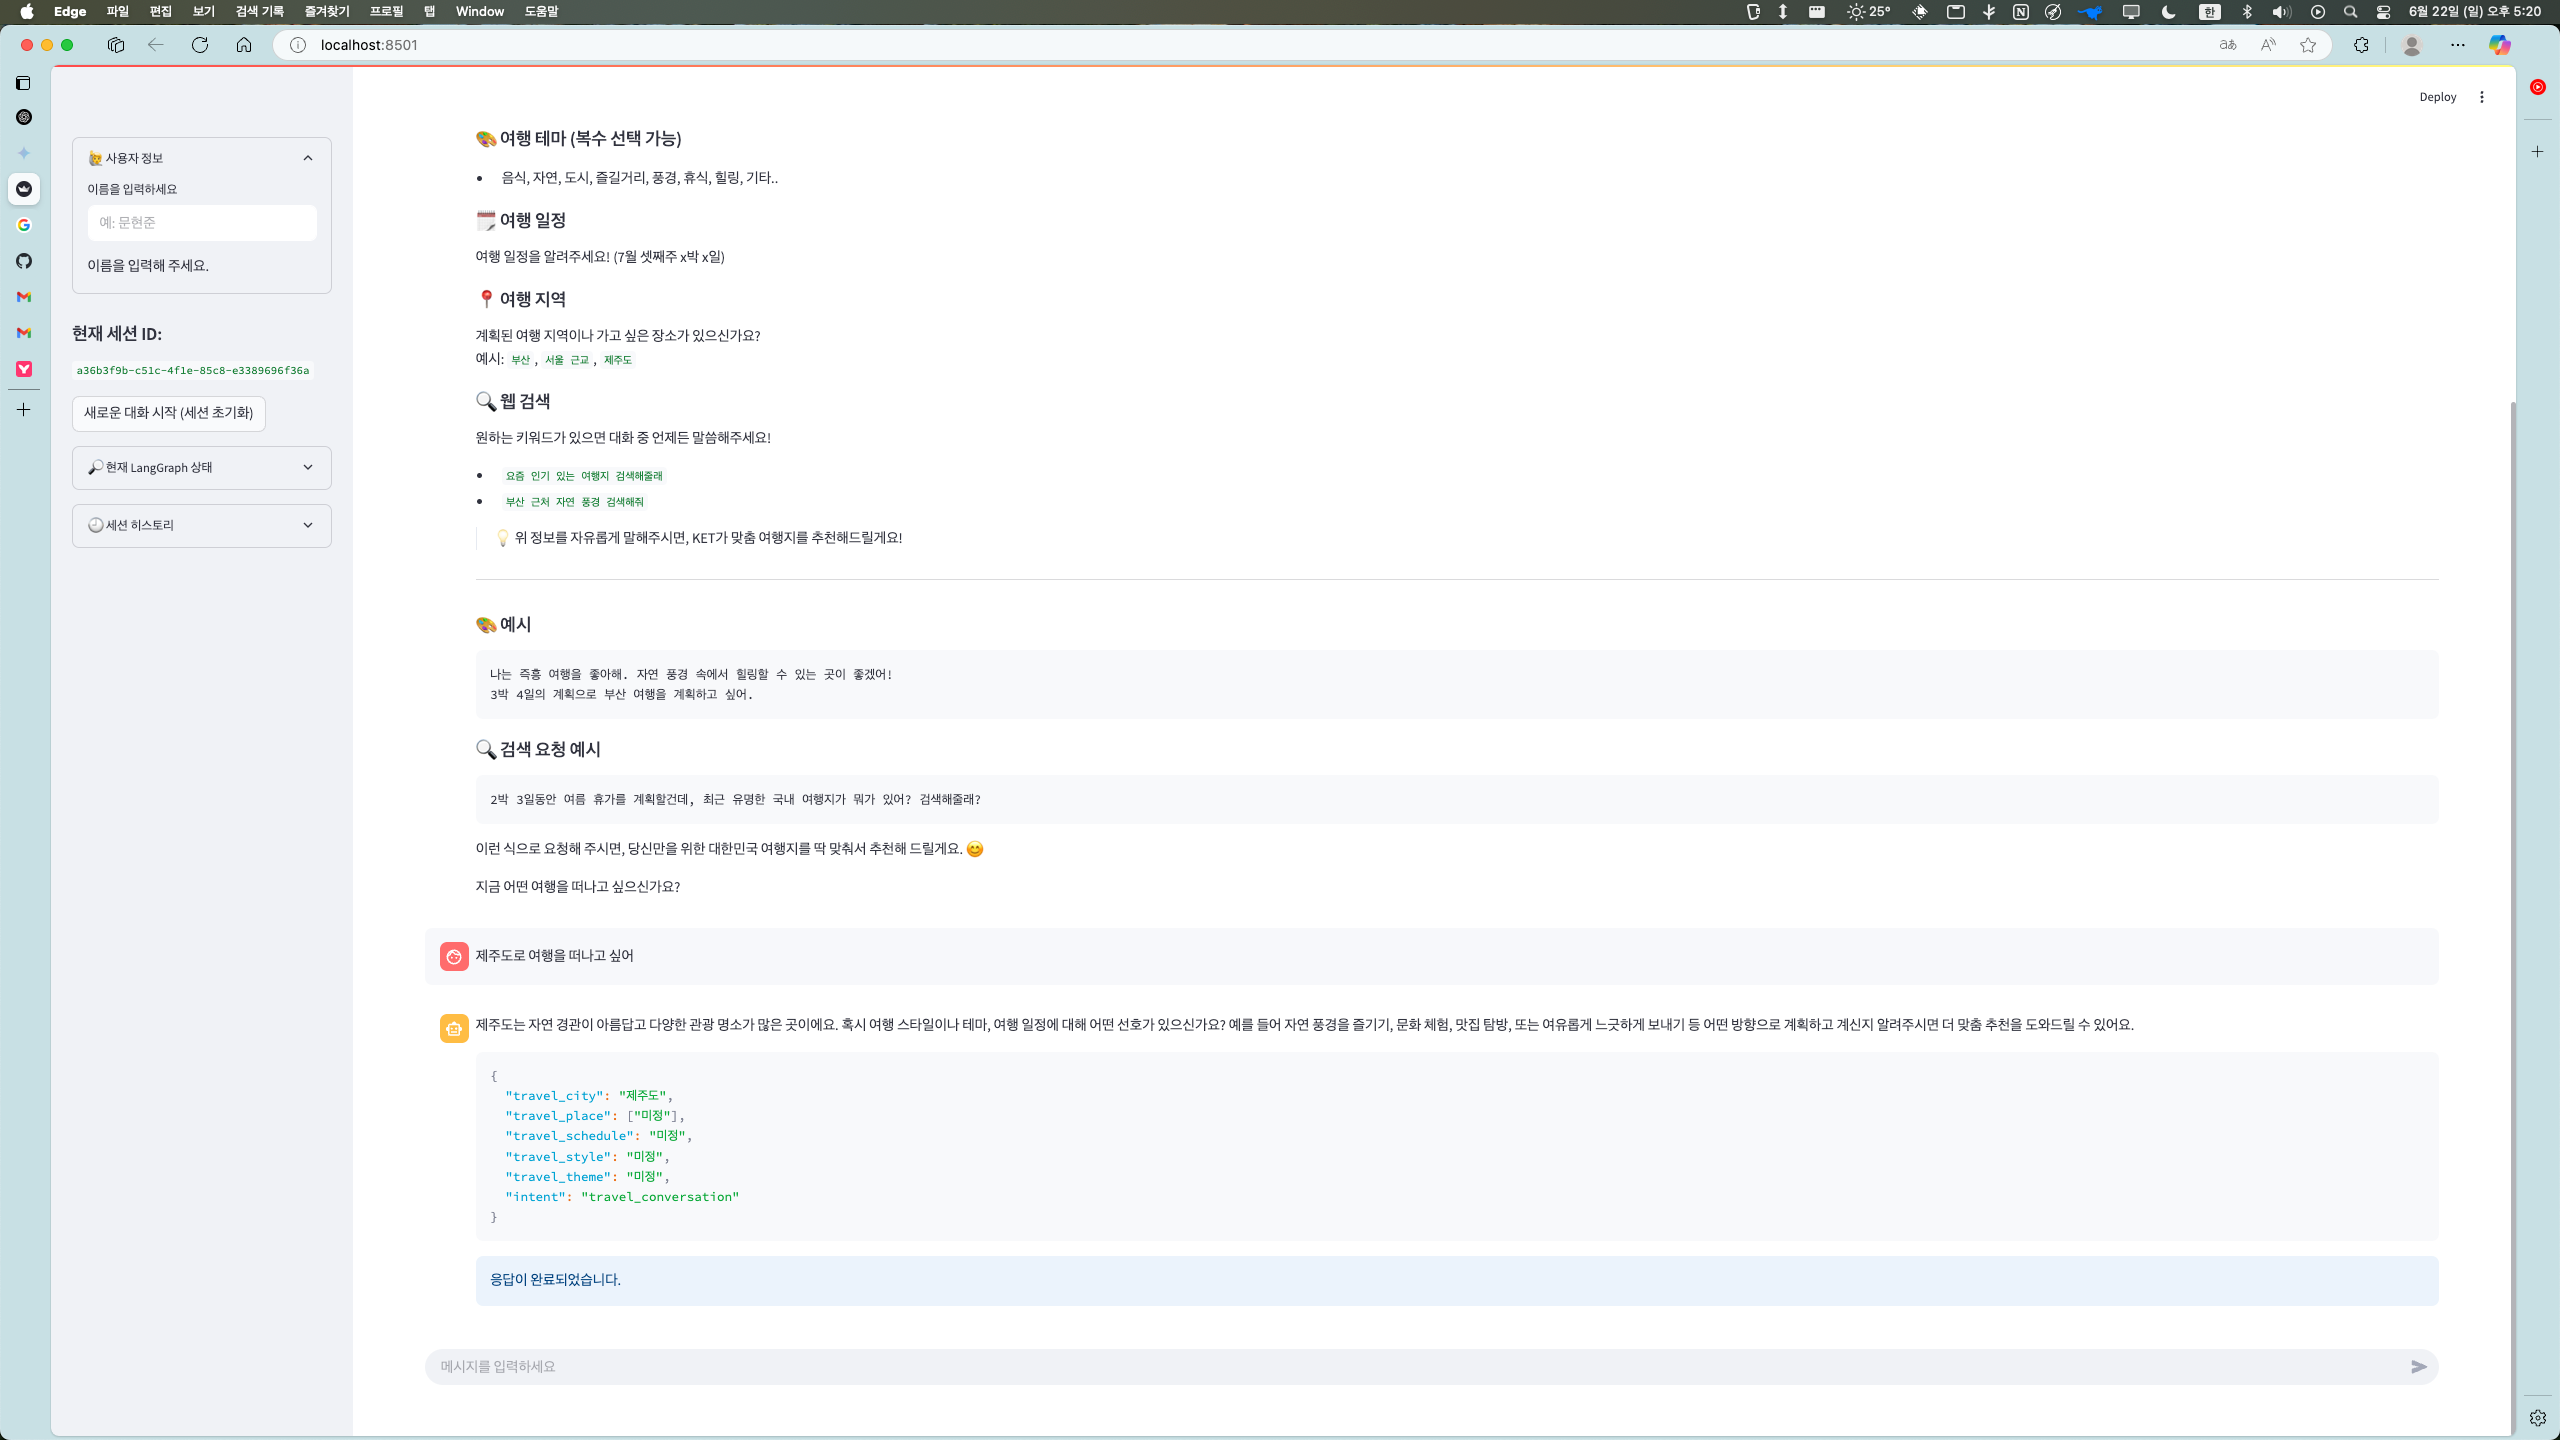 Edge 파일 편집 보기 검색 기록 즐겨찾기 프로필 탭 Window 도움말 25° 한 6월 22일 (일) 오후 5:20
localhost:8501
Deploy
🙋 사용자 정보
이름을 입력하세요
예: 문현준
이름을 입력해 주세요.
현재 세션 ID:
a36b3f9b-c51c-4f1e-85c8-e3389696f36a
새로운 대화 시작 (세션 초기화)
🔎 현재 LangGraph 상태
🕘 세션 히스토리
🎨 여행 테마 (복수 선택 가능)
• 음식, 자연, 도시, 즐길거리, 풍경, 휴식, 힐링, 기타..
🗓️ 여행 일정
여행 일정을 알려주세요! (7월 셋째주 x박 x일)
📍 여행 지역
계획된 여행 지역이나 가고 싶은 장소가 있으신가요?
예시: 부산 , 서울 근교 , 제주도
🔍 웹 검색
원하는 키워드가 있으면 대화 중 언제든 말씀해주세요!
• 요즘 인기 있는 여행지 검색해줄래
• 부산 근처 자연 풍경 검색해줘
💡 위 정보를 자유롭게 말해주시면, KET가 맞춤 여행지를 추천해드릴게요!
🎨 예시
나는 즉흥 여행을 좋아해. 자연 풍경 속에서 힐링할 수 있는 곳이 좋겠어!
3박 4일의 계획으로 부산 여행을 계획하고 싶어.
🔍 검색 요청 예시
2박 3일동안 여름 휴가를 계획할건데, 최근 유명한 국내 여행지가 뭐가 있어? 검색해줄래?
이런 식으로 요청해 주시면, 당신만을 위한 대한민국 여행지를 딱 맞춰서 추천해 드릴게요. 😊
지금 어떤 여행을 떠나고 싶으신가요?
제주도로 여행을 떠나고 싶어
제주도는 자연 경관이 아름답고 다양한 관광 명소가 많은 곳이에요. 혹시 여행 스타일이나 테마, 여행 일정에 대해 어떤 선호가 있으신가요? 예를 들어 자연 풍경을 즐기기, 문화 체험, 맛집 탐방, 또는 여유롭게 느긋하게 보내기 등 어떤 방향으로 계획하고 계신지 알려주시면 더 맞춤 추천을 도와드릴 수 있어요.
{
"travel_city": "제주도",
"travel_place": ["미정"],
"travel_schedule": "미정",
"travel_style": "미정",
"travel_theme": "미정",
"intent": "travel_conversation"
}
응답이 완료되었습니다.
메시지를 입력하세요